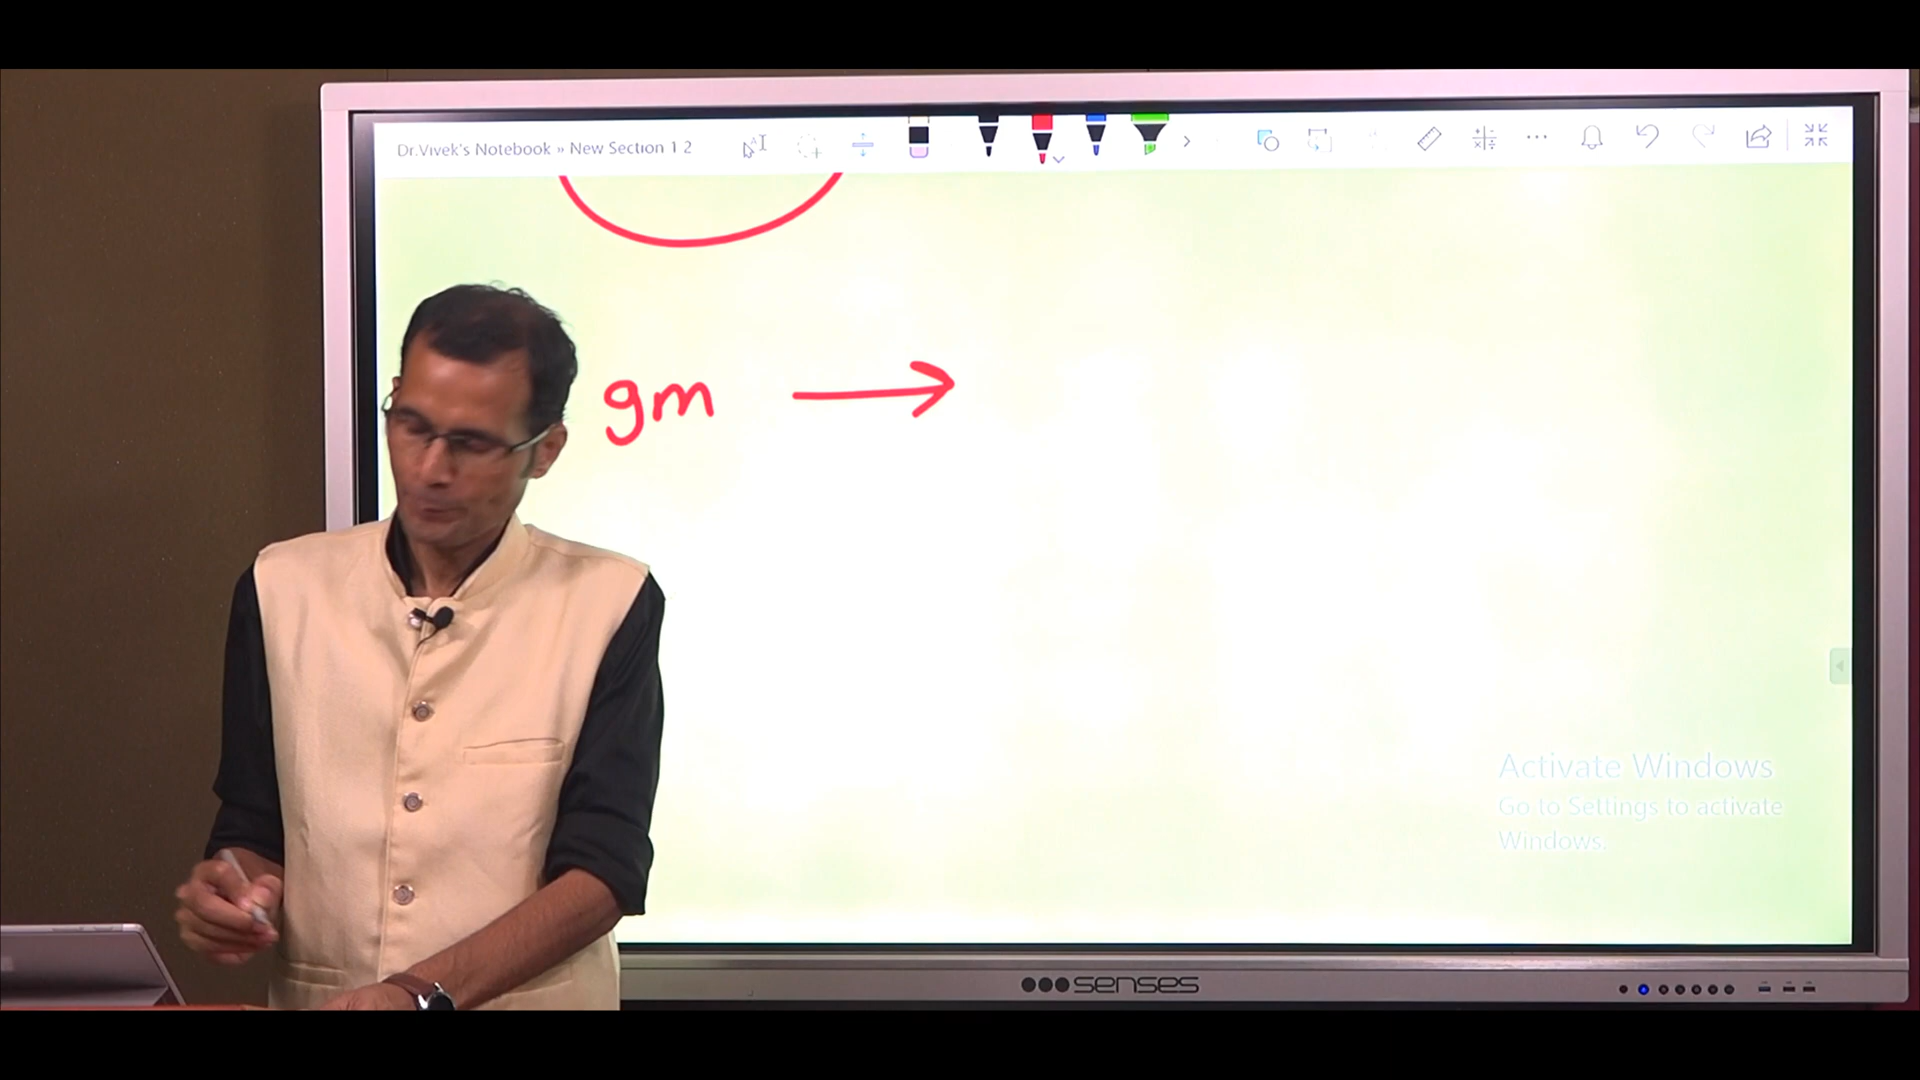 Dr.Vivek's Notebook » New Section 1 2
gm →
Activate Windows
Go to Settings to activate
Windows.
senses